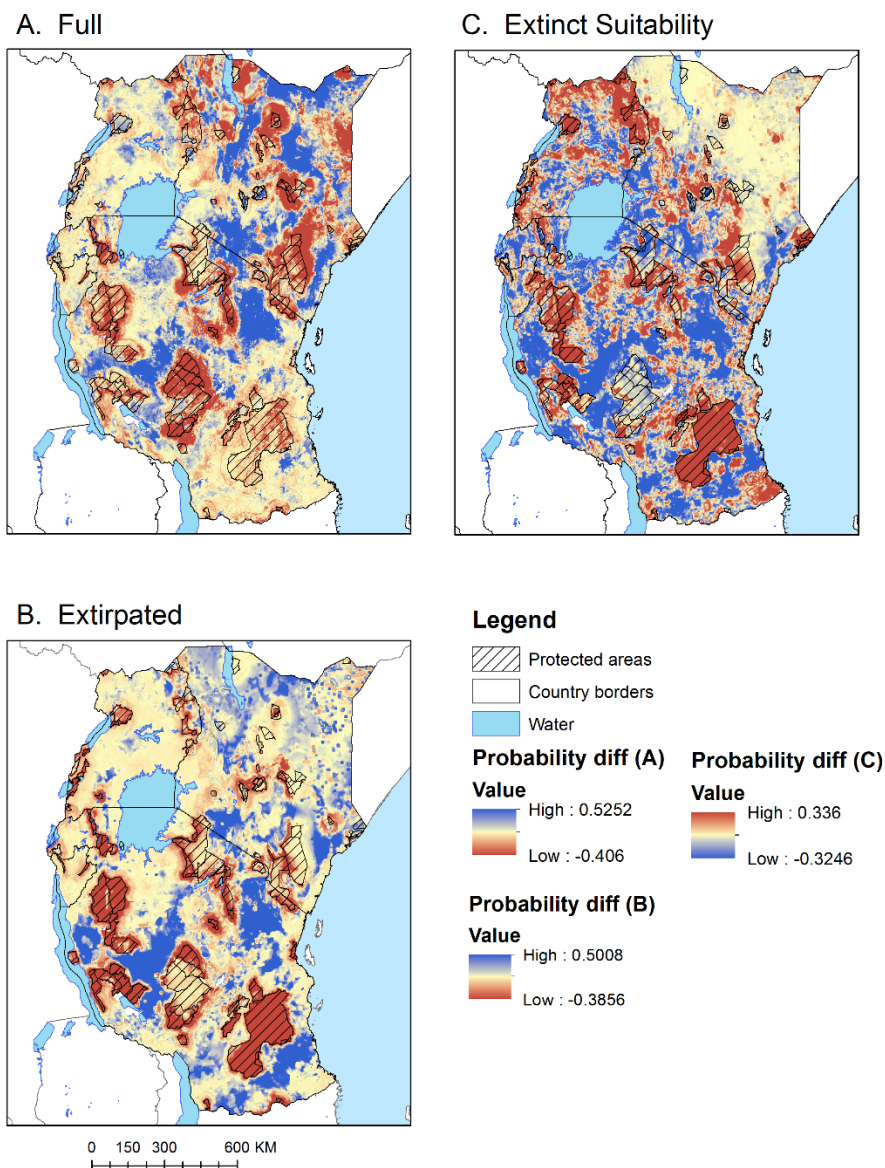 A. Full
C. Extinct Suitability
B. Extirpated
Legend
Protected areas
Country borders
Water
Probability diff (A)
Value
High : 0.5252
Low : -0.406
Probability diff (C)
Value
High : 0.336
Low : -0.3246
Probability diff (B)
Value
High : 0.5008
Low : -0.3856
0 150 300 600 KM